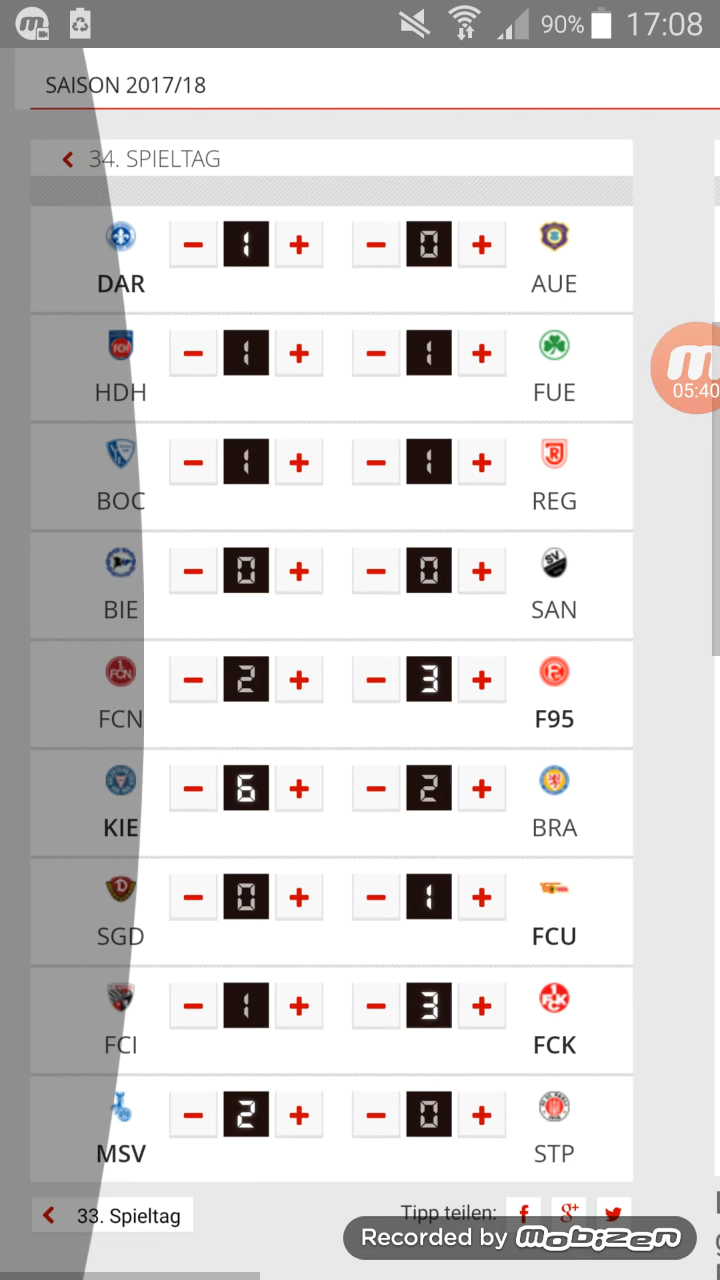 90% 17:08
SAISON 2017/18
34. SPIELTAG
− 1 + − 0 +
DAR AUE
− 1 + − 1 +
HDH FUE
05:40
− 1 + − 1 +
BOC REG
− 0 + − 0 +
BIE SAN
− 2 + − 3 +
FCN F95
− 6 + − 2 +
KIE BRA
− 0 + − 1 +
SGD FCU
− 1 + − 3 +
FCI FCK
− 2 + − 0 +
MSV STP
33. Spieltag Tipp teilen: f g+
Recorded by mobizen